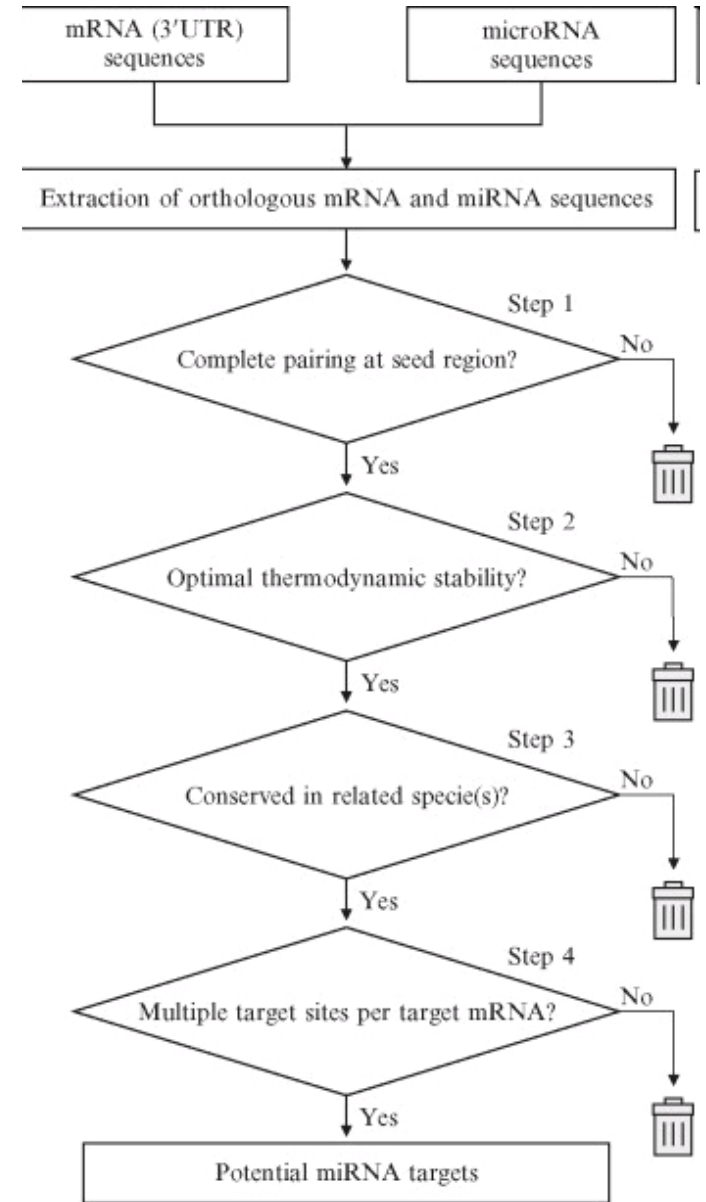 mRNA (3′UTR)
sequences
microRNA
sequences
Extraction of orthologous mRNA and miRNA sequences
Step 1
Complete pairing at seed region?
No
Yes
Step 2
Optimal thermodynamic stability?
No
Yes
Step 3
Conserved in related specie(s)?
No
Yes
Step 4
Multiple target sites per target mRNA?
No
Yes
Potential miRNA targets